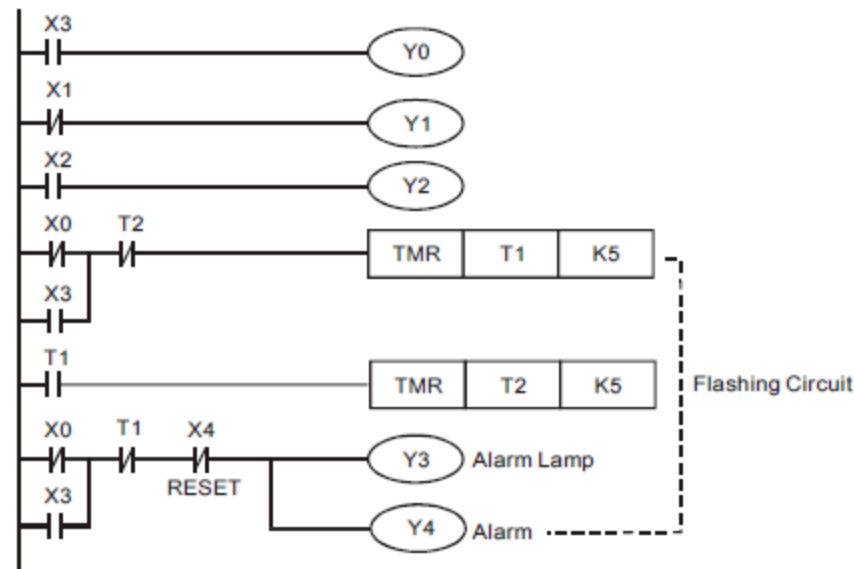 X3
Y0
X1
Y1
X2
Y2
X0 T2
TMR T1 K5
X3
T1
TMR T2 K5
Flashing Circuit
X0 T1 X4
Y3 Alarm Lamp
RESET
X3
Y4 Alarm